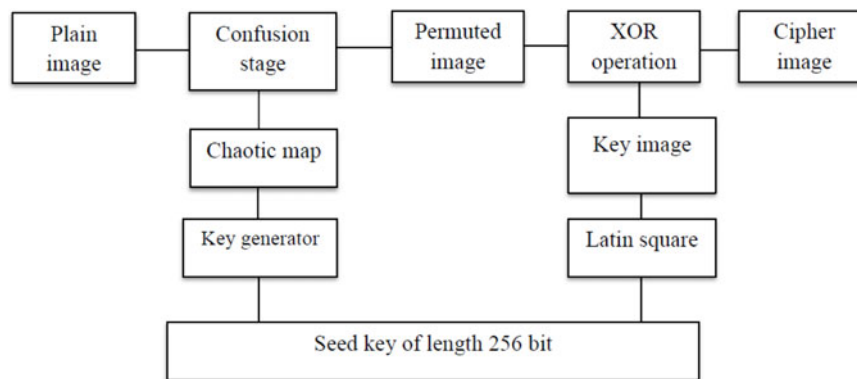 Plain
image
Confusion
stage
Permuted
image
XOR
operation
Cipher
image
Chaotic map
Key image
Key generator
Latin square
Seed key of length 256 bit